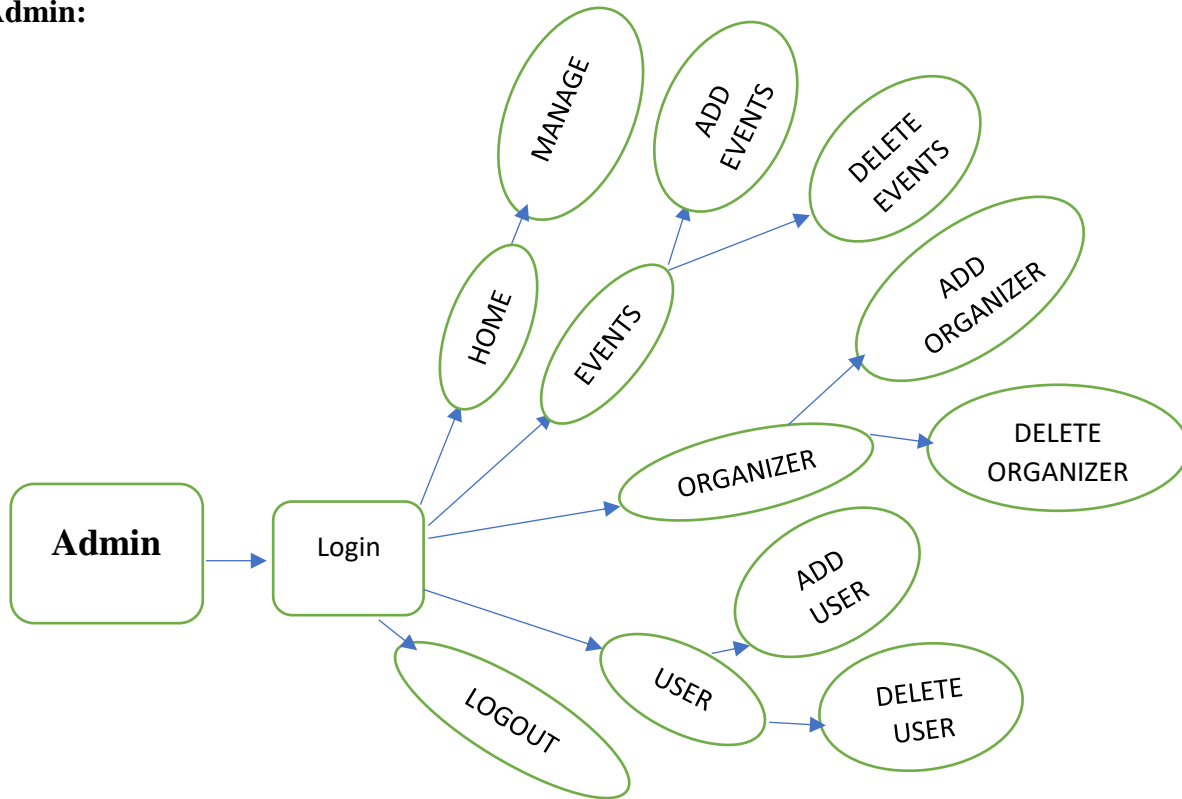 Admin:
MANAGE
ADD
EVENTS
DELETE
EVENTS
HOME
EVENTS
ADD
ORGANIZER
ORGANIZER
DELETE
ORGANIZER
Admin
Login
ADD
USER
USER
DELETE
USER
LOGOUT